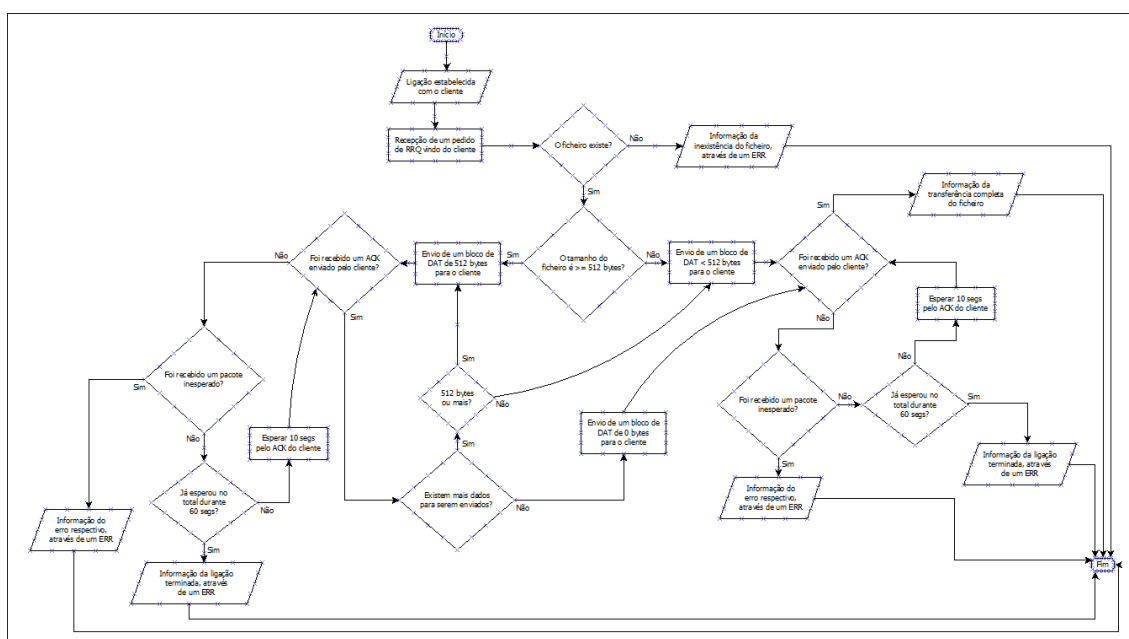 Início
Ligação estabelecida
com o cliente
Recepção de um pedido
de RRQ vindo do cliente
O ficheiro existe?
Não
Informação da
inexistência do ficheiro,
através de um ERR
Sim
Informação da
transferência completa
do ficheiro
Sim
Não
Foi recebido um ACK
enviado pelo cliente?
Envio de um bloco de
DAT de 512 bytes
para o cliente
Sim
O tamanho do
ficheiro é >= 512 bytes?
Não
Envio de um bloco de
DAT < 512 bytes
para o cliente
Foi recebido um ACK
enviado pelo cliente?
Esperar 10 segs
pelo ACK do cliente
Sim
Não
Foi recebido um pacote
inesperado?
Sim
Sim
Não
512 bytes
ou mais?
Não
Foi recebido um pacote
inesperado?
Não
Já esperou no
total durante
60 segs?
Sim
Não
Esperar 10 segs
pelo ACK do cliente
Sim
Envio de um bloco de
DAT de 0 bytes
para o cliente
Sim
Informação da ligação
terminada, através
de um ERR
Já esperou no
total durante
60 segs?
Não
Existem mais dados
para serem enviados?
Não
Informação do
erro respectivo,
através de um ERR
Informação do
erro respectivo,
através de um ERR
Sim
Informação da ligação
terminada, através
de um ERR
Fim